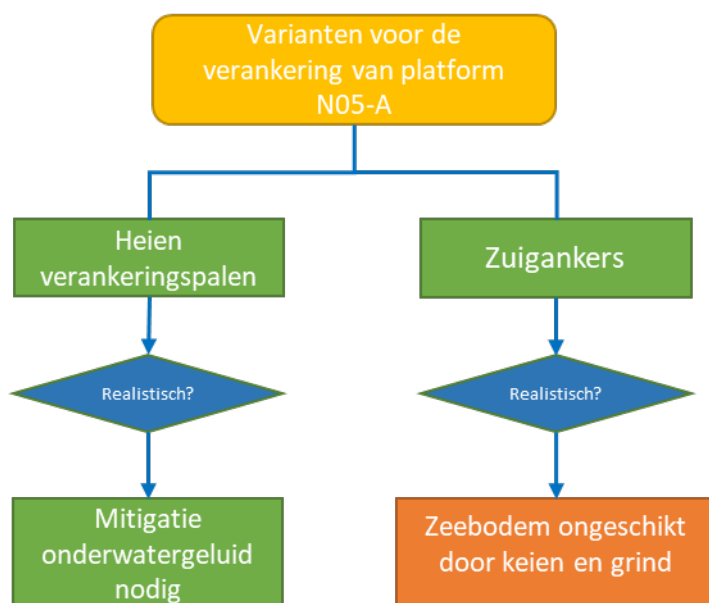 Varianten voor de
verankering van platform
N05-A
Heien
verankeringspalen
Zuigankers
Realistisch?
Realistisch?
Mitigatie
onderwatergeluid
nodig
Zeebodem ongeschikt
door keien en grind